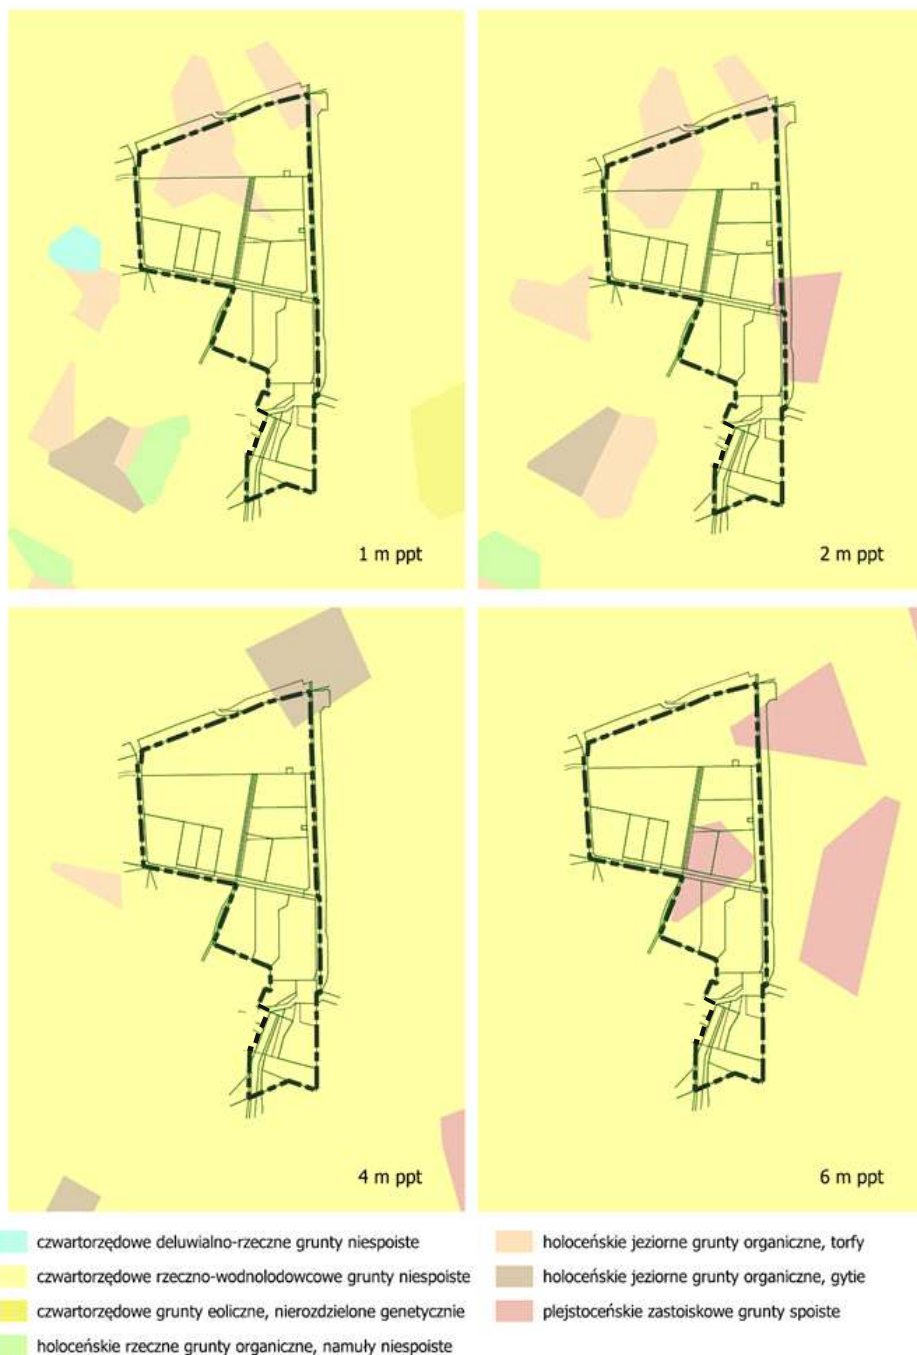 1 m ppt
2 m ppt
4 m ppt
6 m ppt
czwartorzędowe deluwialno-rzeczne grunty niespoiste
czwartorzędowe rzeczno-wodnolodowcowe grunty niespoiste
czwartorzędowe grunty eoliczne, nierozdzielone genetycznie
holoceńskie rzeczne grunty organiczne, namuły niespoiste
holoceńskie jeziorne grunty organiczne, torfy
holoceńskie jeziorne grunty organiczne, gytie
plejstoceńskie zastoiskowe grunty spoiste